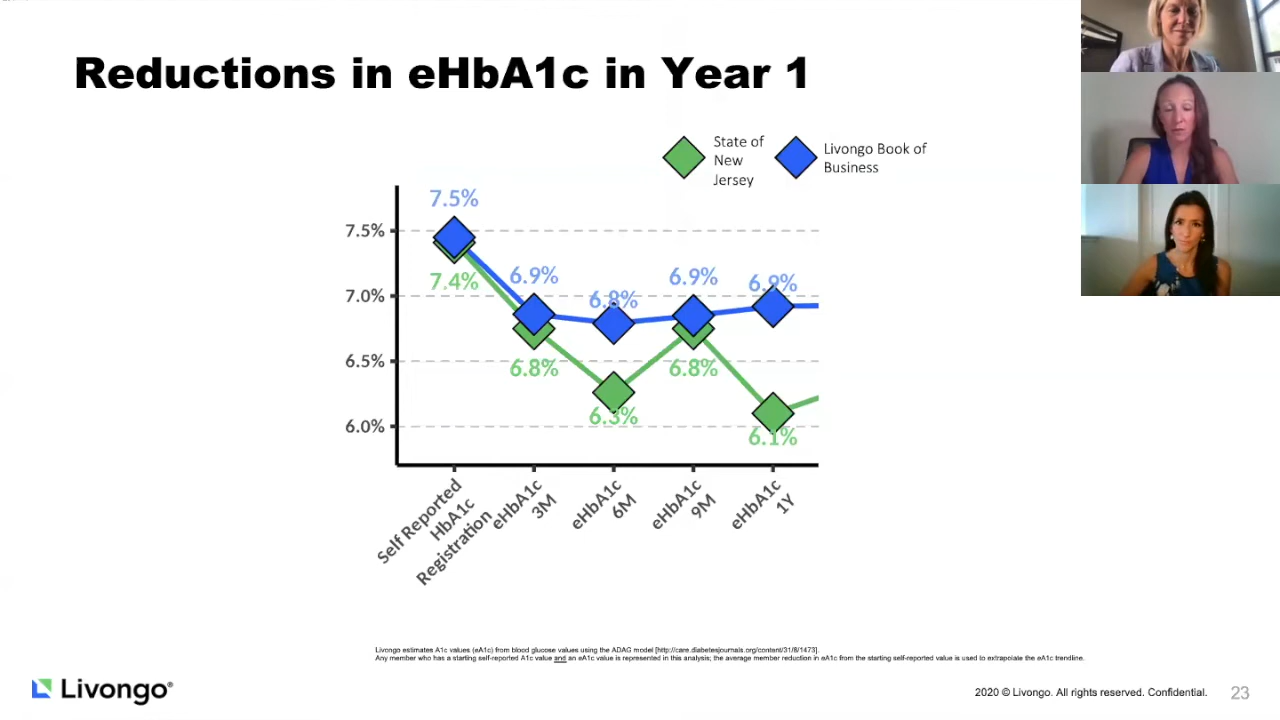 Reductions in eHbA1c in Year 1
State of
New
Jersey
Livongo Book of
Business
7.5%
7.5%
7.4%
6.9%
6.9%
6.9%
6.8%
7.0%
6.8%
6.8%
6.5%
6.3%
6.1%
6.0%
Self Reported
HbA1c
Registration
eHbA1c
3M
eHbA1c
6M
eHbA1c
9M
eHbA1c
1Y
Livongo estimates A1c values (eA1c) from blood glucose values using the ADAG model [http://care.diabetesjournals.org/content/31/8/1473].
Any member who has a starting self-reported A1c value and an eA1c value is represented in this analysis; the average member reduction in eA1c from the starting self-reported value is used to extrapolate the eA1c trendline.
Livongo®
2020 © Livongo. All rights reserved. Confidential.
23